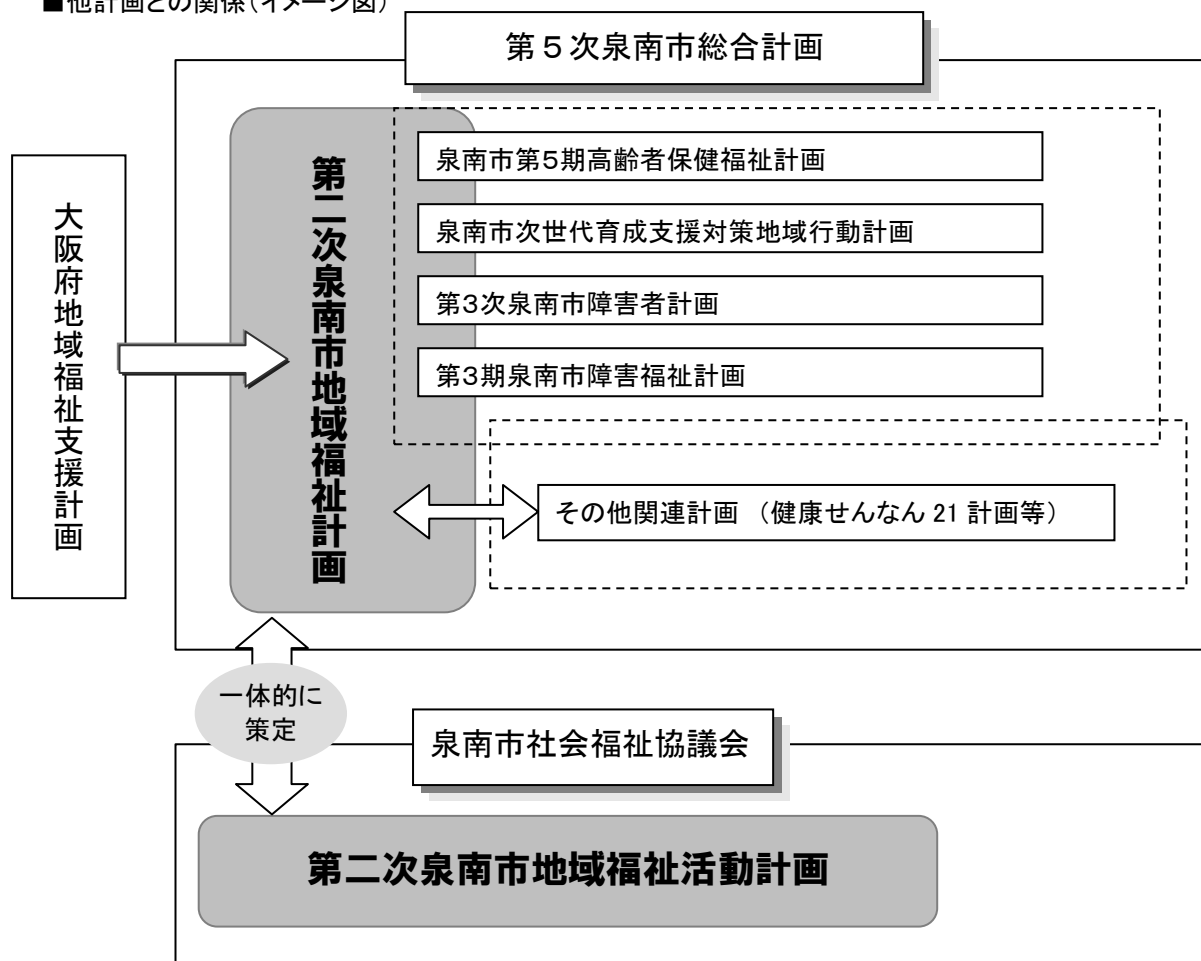 ■他計画との関係(イメージ図)
第5次泉南市総合計画
大阪府地域福祉支援計画
第二次泉南市地域福祉計画
泉南市第5期高齢者保健福祉計画
泉南市次世代育成支援対策地域行動計画
第3次泉南市障害者計画
第3期泉南市障害福祉計画
その他関連計画 (健康せんなん 21 計画等)
一体的に
策定
泉南市社会福祉協議会
第二次泉南市地域福祉活動計画